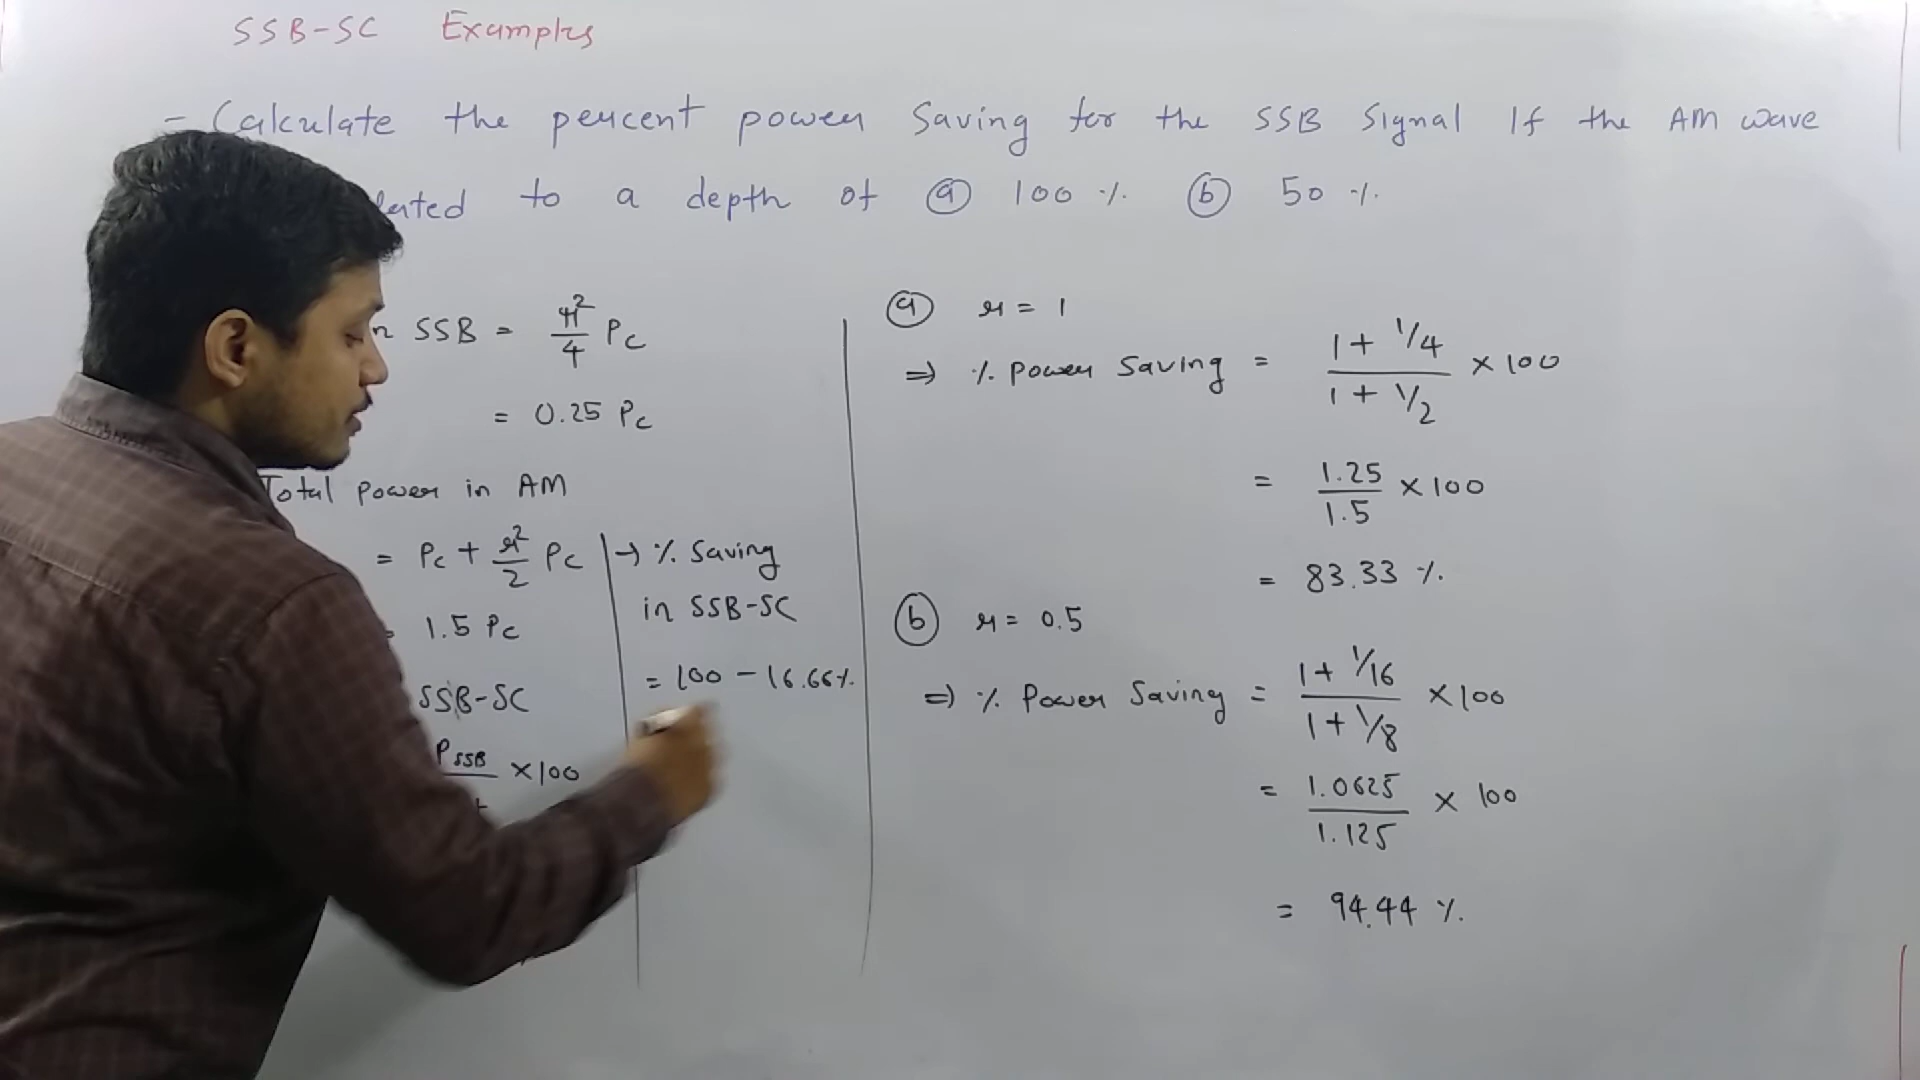 SSB-SC Examples
- Calculate the percent power Saving for the SSB Signal If the AM wave
lated to a depth of ⓐ 100 % ⓑ 50 %.
n SSB = μ²/4 Pc
= 0.25 Pc
Total power in AM
= Pc + μ²/2 Pc
= 1.5 Pc
SSB-SC
PSSB/t × 100
→ % Saving
in SSB-SC
= 100 - 16.66%
ⓐ μ = 1
⇒ % Power Saving = (1 + 1/4)/(1 + 1/2) × 100
= 1.25/1.5 × 100
= 83.33 %.
ⓑ μ = 0.5
⇒ % Power Saving = (1 + 1/16)/(1 + 1/8) × 100
= 1.0625/1.125 × 100
= 94.44 %.